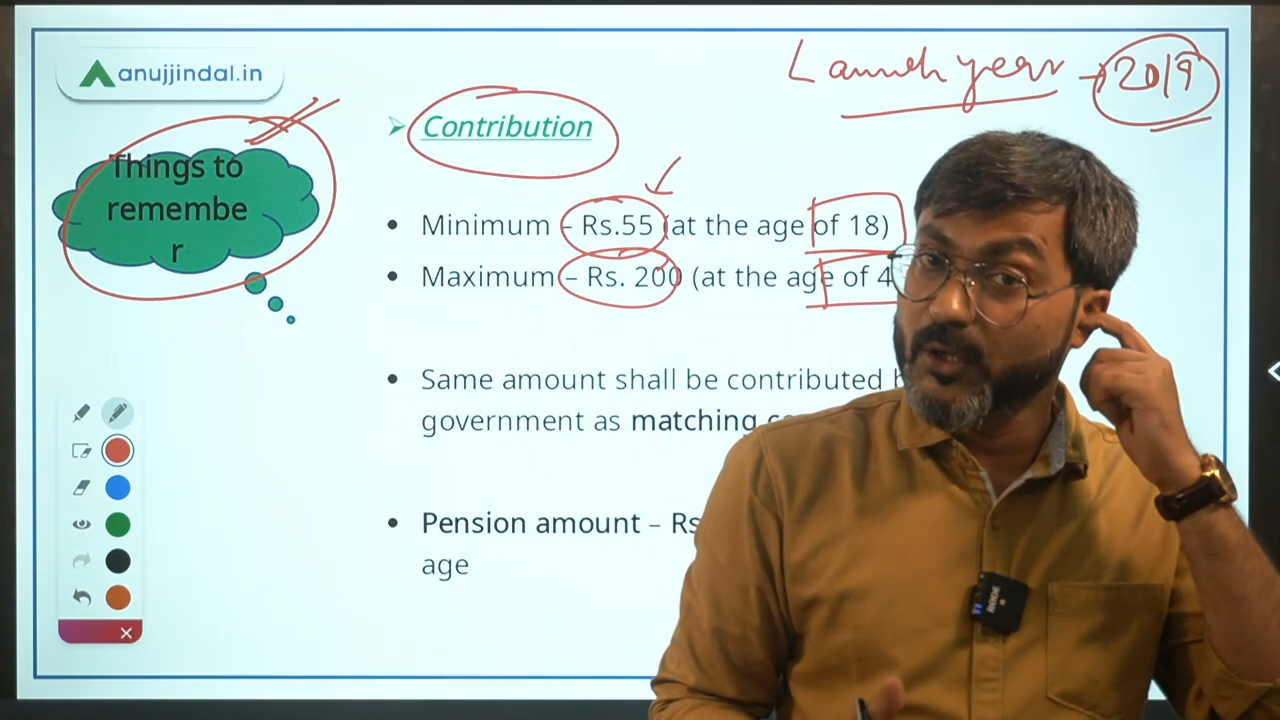 Launch year → 2019
anujjindal.in
Things to
remembe
r
➢ Contribution
• Minimum – Rs.55 (at the age of 18)
• Maximum – Rs. 200 (at the age of 4
• Same amount shall be contributed
government as matching
• Pension amount – Rs
age
RODE